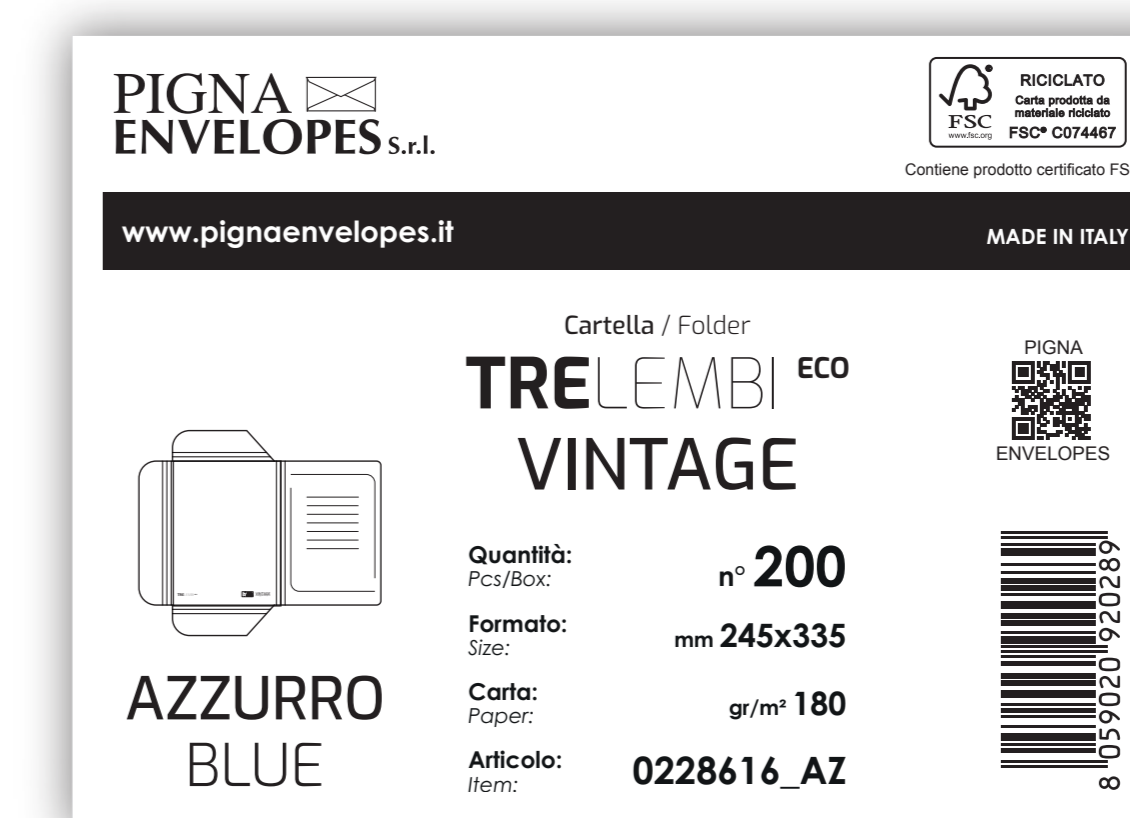 PIGNA
ENVELOPES S.r.l.
FSC
www.fsc.org
RICICLATO
Carta prodotta da
materiale riciclato
FSC® C074467
Contiene prodotto certificato FS
www.pignaenvelopes.it
MADE IN ITALY
Cartella / Folder
TRELEMBI ECO
VINTAGE
PIGNA
ENVELOPES
Quantità:
Pcs/Box:
n° 200
Formato:
Size:
mm 245x335
Carta:
Paper:
gr/m² 180
Articolo:
Item:
0228616_AZ
AZZURRO
BLUE
TRE
VINTAGE
8 059020 920289